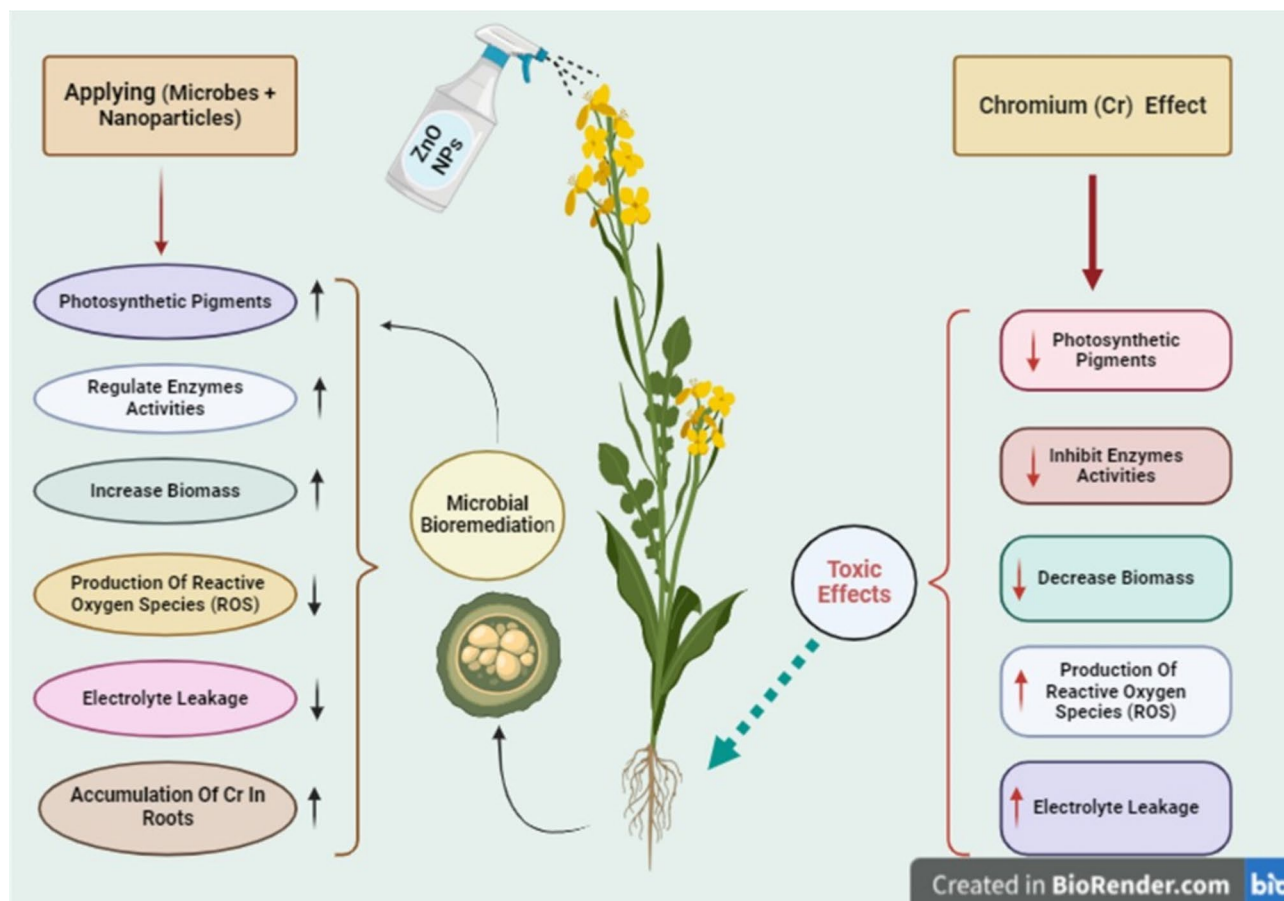 Applying (Microbes +
Nanoparticles)
Photosynthetic Pigments
Regulate Enzymes
Activities
Increase Biomass
Production Of Reactive
Oxygen Species (ROS)
Electrolyte Leakage
Accumulation Of Cr In
Roots
ZnO
NPs
Microbial
Bioremediation
Toxic
Effects
Chromium (Cr) Effect
Photosynthetic
Pigments
Inhibit Enzymes
Activities
Decrease Biomass
Production Of
Reactive Oxygen
Species (ROS)
Electrolyte Leakage
Created in BioRender.com
bio